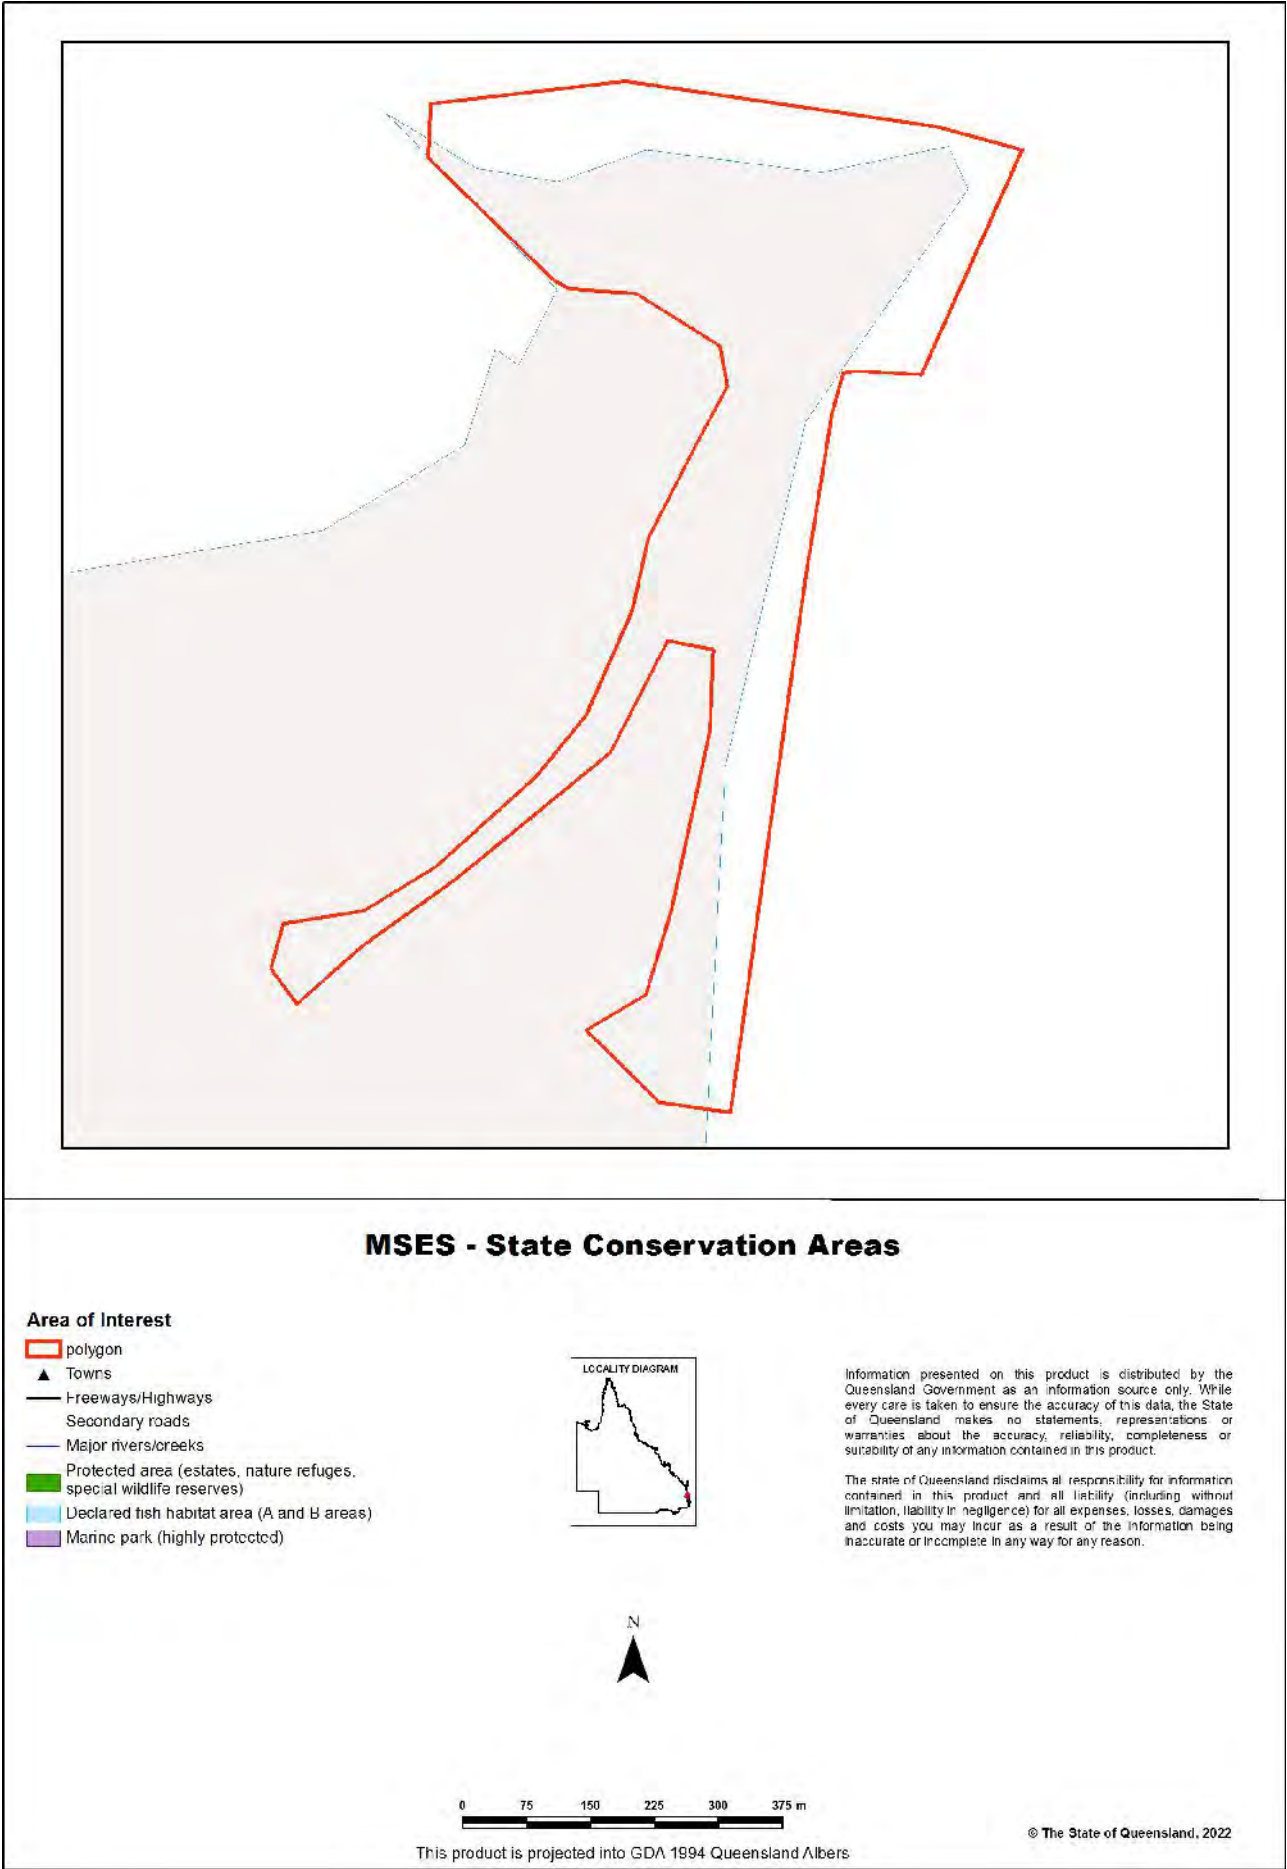 MSES - State Conservation Areas
Area of Interest
polygon
Towns
Freeways/Highways
Secondary roads
Major rivers/creeks
Protected area (estates, nature refuges,
special wildlife reserves)
Declared fish habitat area (A and B areas)
Marine park (highly protected)
LOCALITY DIAGRAM
Information presented on this product is distributed by the
Queensland Government as an information source only. While
every care is taken to ensure the accuracy of this data, the State
of Queensland makes no statements, representations or
warranties about the accuracy, reliability, completeness or
suitability of any information contained in this product.
The state of Queensland disclaims all responsibility for information
contained in this product and all liability (including without
limitation, liability in negligence) for all expenses, losses, damages
and costs you may incur as a result of the information being
inaccurate or incomplete in any way for any reason.
N
0 75 150 225 300 375 m
This product is projected into GDA 1994 Queensland Albers
© The State of Queensland, 2022